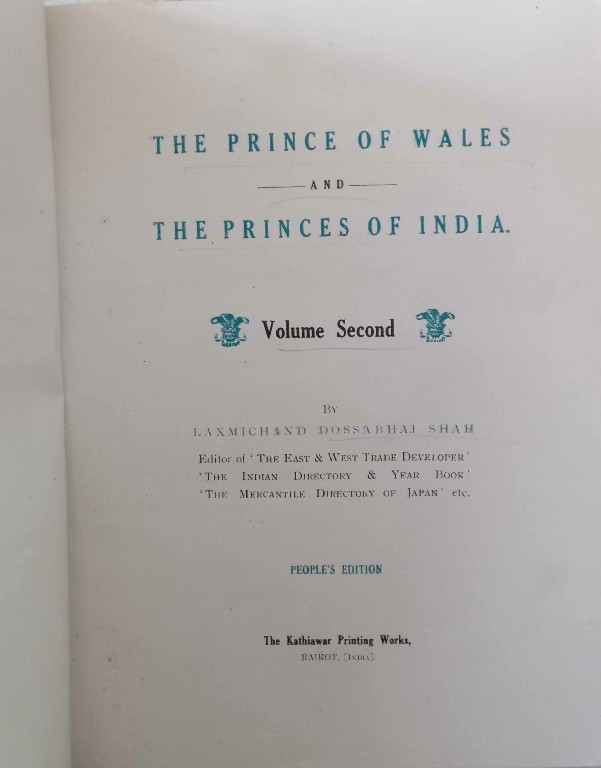 THE PRINCE OF WALES
AND
THE PRINCES OF INDIA.
Volume Second
BY
LAXMICHAND DOSSABHAI SHAH
Editor of ' THE EAST & WEST TRADE DEVELOPER'
'THE INDIAN DIRECTORY & YEAR BOOK'
'THE MERCANTILE DIRECTORY OF JAPAN' etc.
PEOPLE'S EDITION
The Kathiawar Printing Works,
RAJKOT, [INDIA].